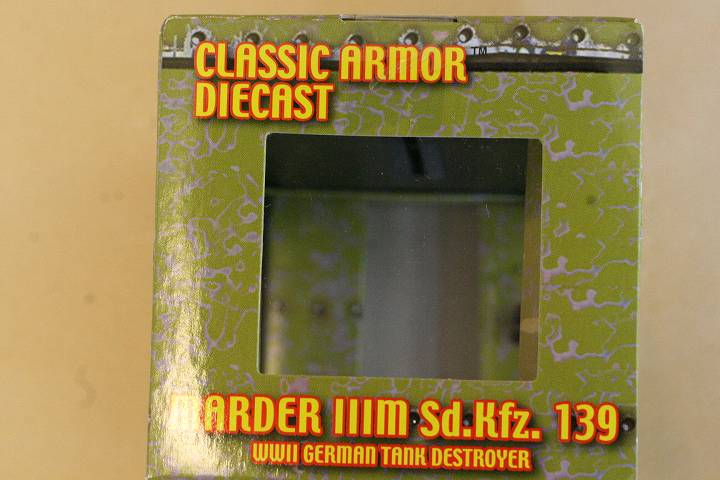 CLASSIC ARMOR™
DIECAST
MARDER IIIM Sd.Kfz. 139
WWII GERMAN TANK DESTROYER